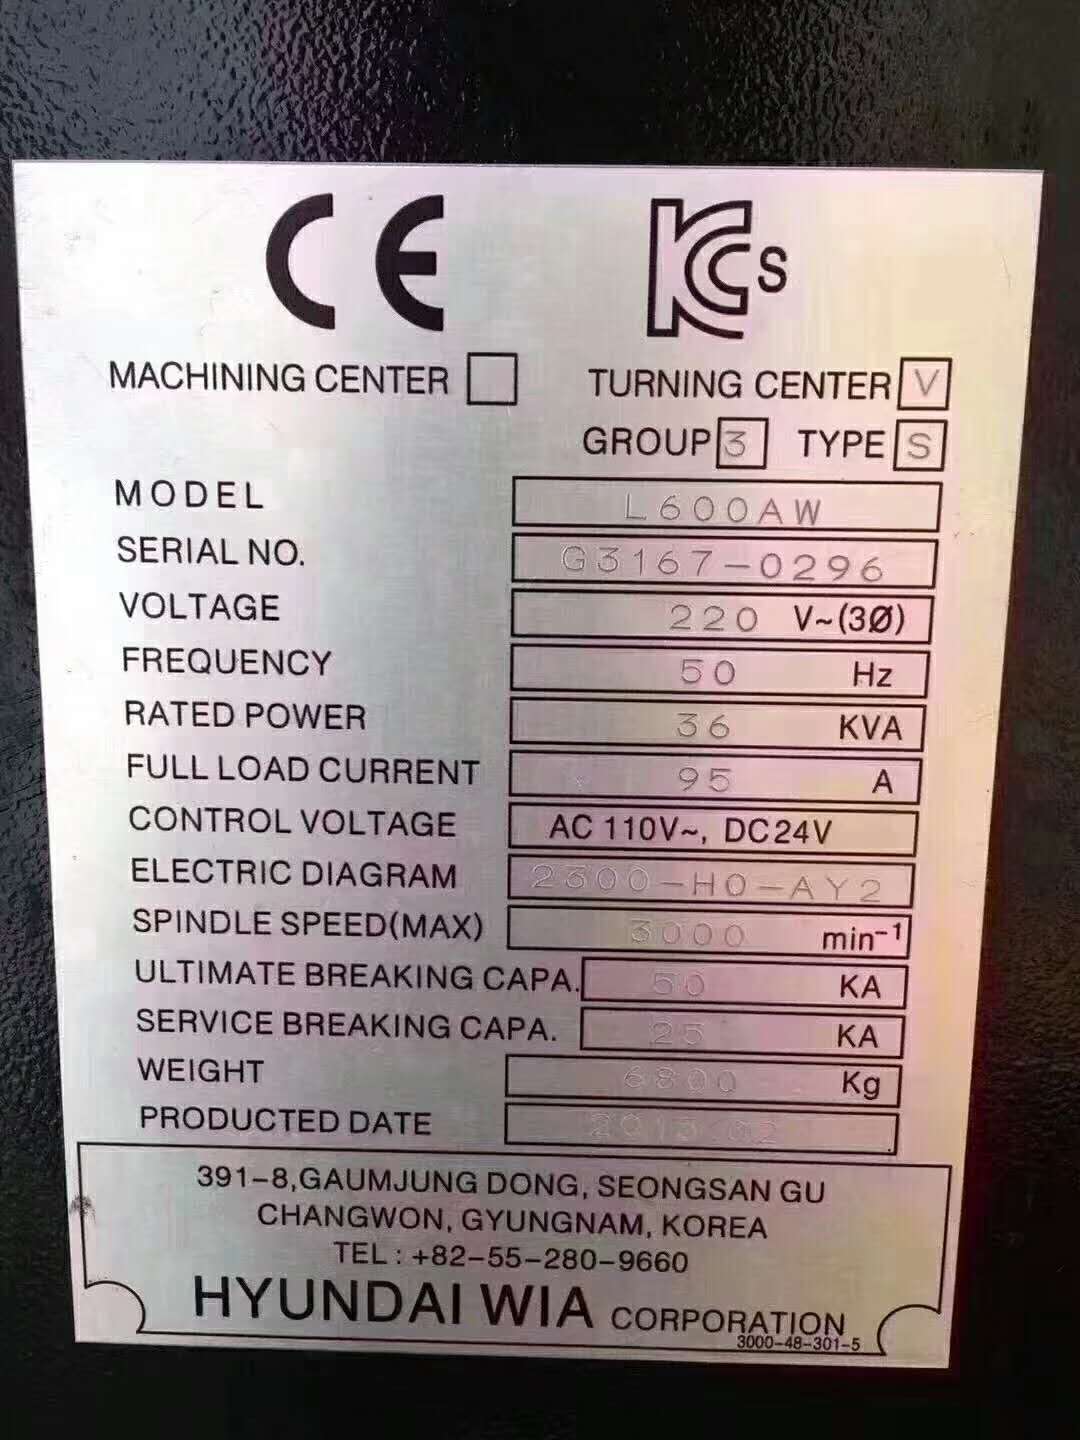 CE KCs
MACHINING CENTER TURNING CENTER V
GROUP 3 TYPE S
MODEL L600AW
SERIAL NO. G3167-0296
VOLTAGE 220 V~(3Ø)
FREQUENCY 50 Hz
RATED POWER 36 KVA
FULL LOAD CURRENT 95 A
CONTROL VOLTAGE AC 110V~, DC24V
ELECTRIC DIAGRAM 2300-H0-AY2
SPINDLE SPEED(MAX) 3000 min⁻¹
ULTIMATE BREAKING CAPA. 50 KA
SERVICE BREAKING CAPA. 25 KA
WEIGHT 6800 Kg
PRODUCTED DATE
391-8,GAUMJUNG DONG, SEONGSAN GU
CHANGWON, GYUNGNAM, KOREA
TEL : +82-55-280-9660
HYUNDAI WIA CORPORATION
3000-48-301-5